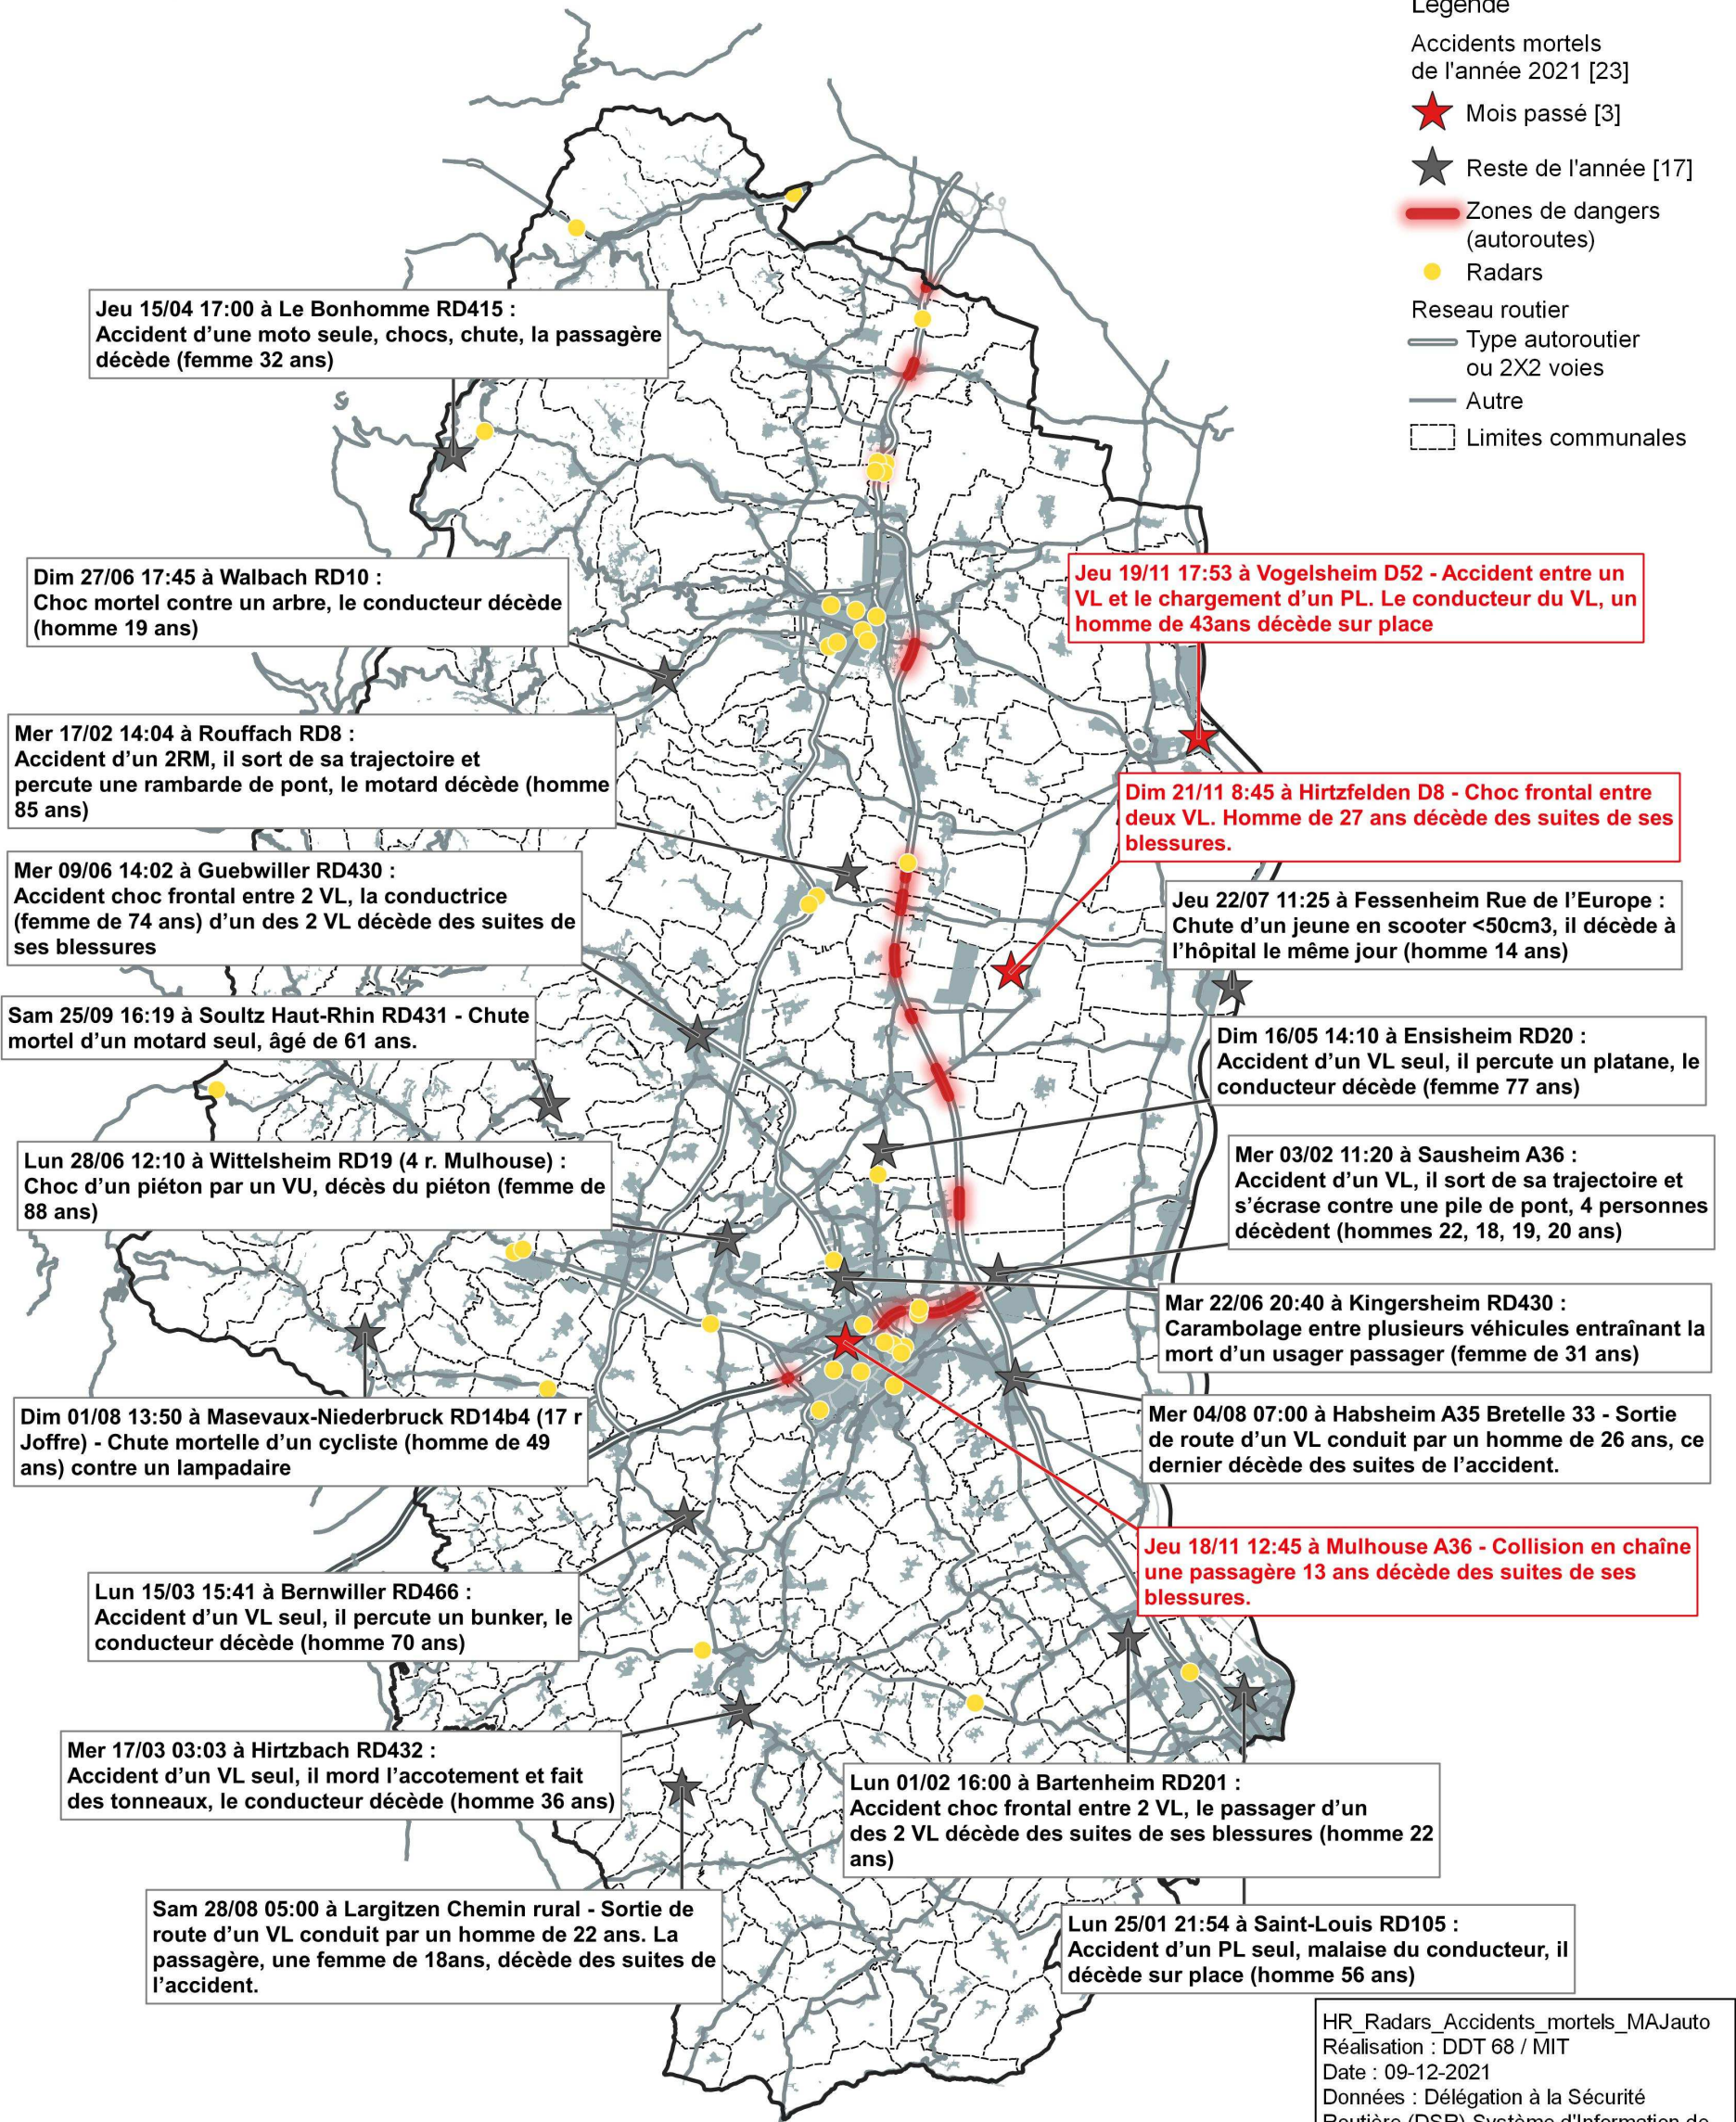 Légende
Accidents mortels
de l'année 2021 [23]
Mois passé [3]
Reste de l'année [17]
Zones de dangers
(autoroutes)
Radars
Reseau routier
Type autoroutier
ou 2X2 voies
Autre
Limites communales
Jeu 15/04 17:00 à Le Bonhomme RD415 :
Accident d’une moto seule, chocs, chute, la passagère
décède (femme 32 ans)
Dim 27/06 17:45 à Walbach RD10 :
Choc mortel contre un arbre, le conducteur décède
(homme 19 ans)
Jeu 19/11 17:53 à Vogelsheim D52 - Accident entre un
VL et le chargement d’un PL. Le conducteur du VL, un
homme de 43ans décède sur place
Mer 17/02 14:04 à Rouffach RD8 :
Accident d’un 2RM, il sort de sa trajectoire et
percute une rambarde de pont, le motard décède (homme
85 ans)
Dim 21/11 8:45 à Hirtzfelden D8 - Choc frontal entre
deux VL. Homme de 27 ans décède des suites de ses
blessures.
Mer 09/06 14:02 à Guebwiller RD430 :
Accident choc frontal entre 2 VL, la conductrice
(femme de 74 ans) d’un des 2 VL décède des suites de
ses blessures
Jeu 22/07 11:25 à Fessenheim Rue de l’Europe :
Chute d’un jeune en scooter <50cm3, il décède à
l’hôpital le même jour (homme 14 ans)
Sam 25/09 16:19 à Soultz Haut-Rhin RD431 - Chute
mortel d’un motard seul, âgé de 61 ans.
Dim 16/05 14:10 à Ensisheim RD20 :
Accident d’un VL seul, il percute un platane, le
conducteur décède (femme 77 ans)
Lun 28/06 12:10 à Wittelsheim RD19 (4 r. Mulhouse) :
Choc d’un piéton par un VU, décès du piéton (femme de
88 ans)
Mer 03/02 11:20 à Sausheim A36 :
Accident d’un VL, il sort de sa trajectoire et
s’écrase contre une pile de pont, 4 personnes
décèdent (hommes 22, 18, 19, 20 ans)
Mar 22/06 20:40 à Kingersheim RD430 :
Carambolage entre plusieurs véhicules entraînant la
mort d’un usager passager (femme de 31 ans)
Dim 01/08 13:50 à Masevaux-Niederbruck RD14b4 (17 r
Joffre) - Chute mortelle d’un cycliste (homme de 49
ans) contre un lampadaire
Mer 04/08 07:00 à Habsheim A35 Bretelle 33 - Sortie
de route d’un VL conduit par un homme de 26 ans, ce
dernier décède des suites de l’accident.
Jeu 18/11 12:45 à Mulhouse A36 - Collision en chaîne
une passagère 13 ans décède des suites de ses
blessures.
Lun 15/03 15:41 à Bernwiller RD466 :
Accident d’un VL seul, il percute un bunker, le
conducteur décède (homme 70 ans)
Mer 17/03 03:03 à Hirtzbach RD432 :
Accident d’un VL seul, il mord l’accotement et fait
des tonneaux, le conducteur décède (homme 36 ans)
Lun 01/02 16:00 à Bartenheim RD201 :
Accident choc frontal entre 2 VL, le passager d’un
des 2 VL décède des suites de ses blessures (homme 22
ans)
Sam 28/08 05:00 à Largitzen Chemin rural - Sortie de
route d’un VL conduit par un homme de 22 ans. La
passagère, une femme de 18ans, décède des suites de
l’accident.
Lun 25/01 21:54 à Saint-Louis RD105 :
Accident d’un PL seul, malaise du conducteur, il
décède sur place (homme 56 ans)
HR_Radars_Accidents_mortels_MAJauto
Réalisation : DDT 68 / MIT
Date : 09-12-2021
Données : Délégation à la Sécurité
Routière (DSR) Système d'Information de